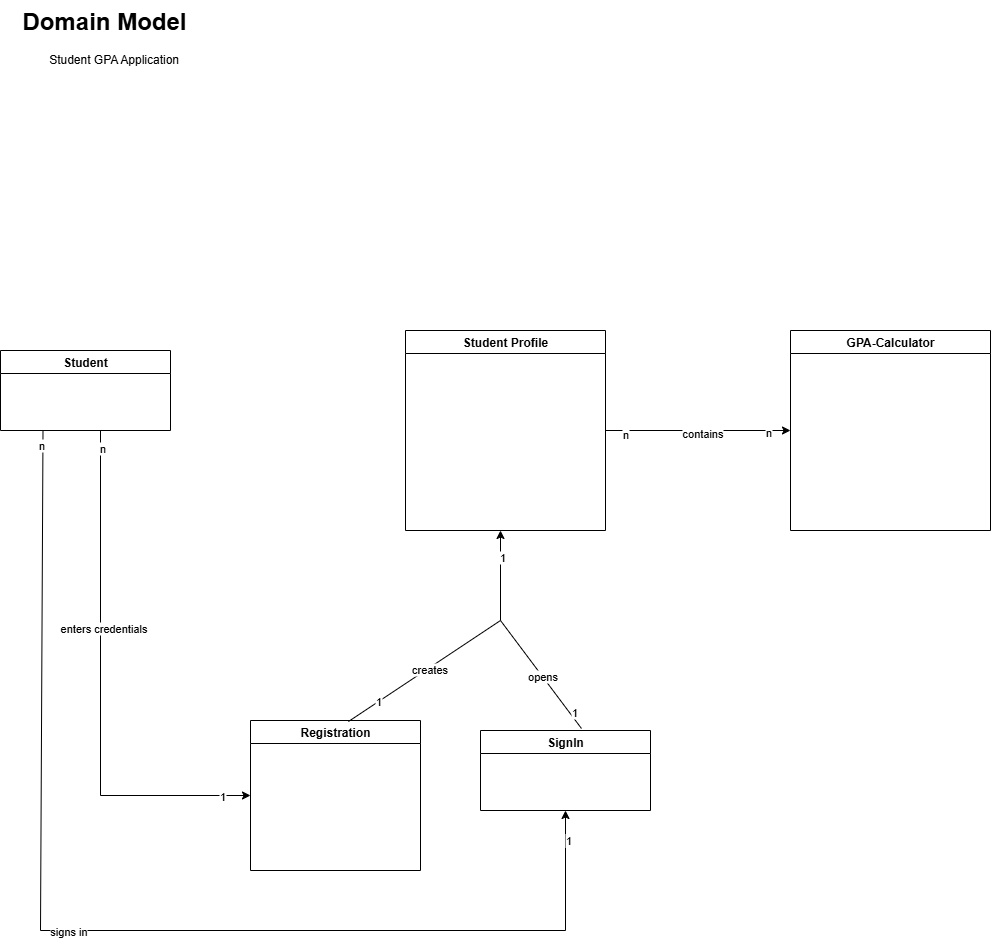 Domain Model
Student GPA Application
Student Profile
GPA-Calculator
Student
n
n
n
contains
n
1
enters credentials
creates
opens
1
1
Registration
SignIn
1
1
signs in